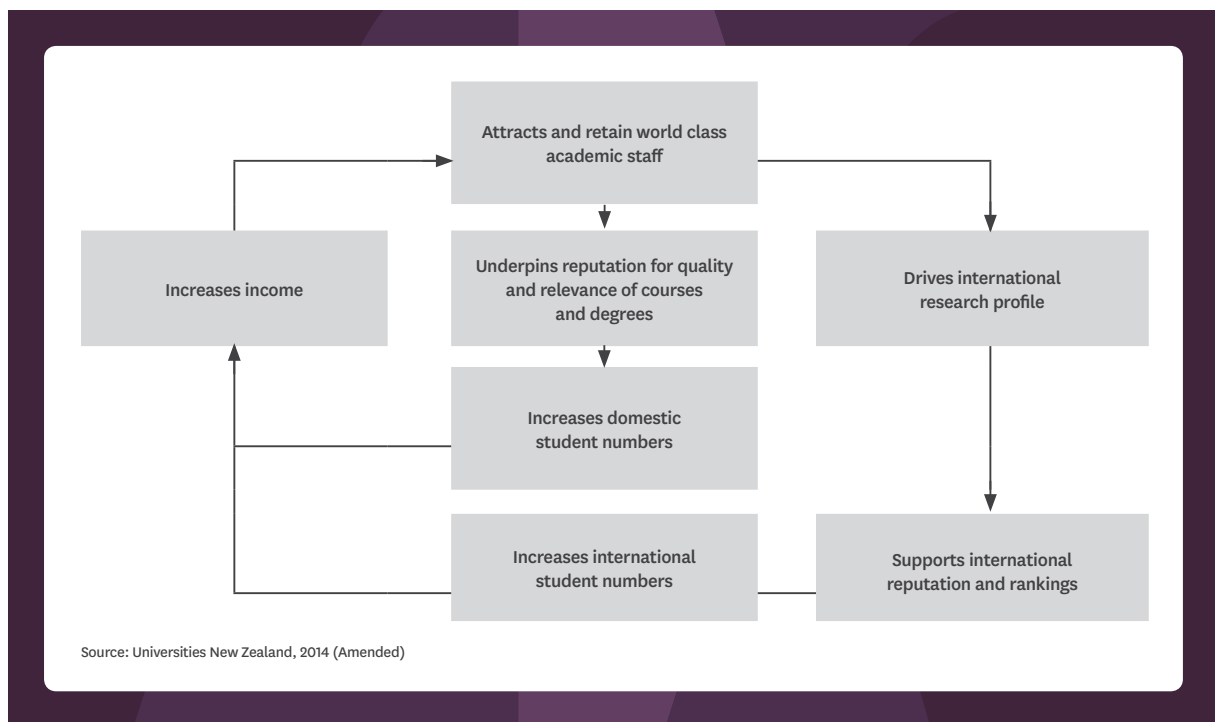 Attracts and retain world class
academic staff
Increases income
Underpins reputation for quality
and relevance of courses
and degrees
Drives international
research profile
Increases domestic
student numbers
Increases international
student numbers
Supports international
reputation and rankings
Source: Universities New Zealand, 2014 (Amended)